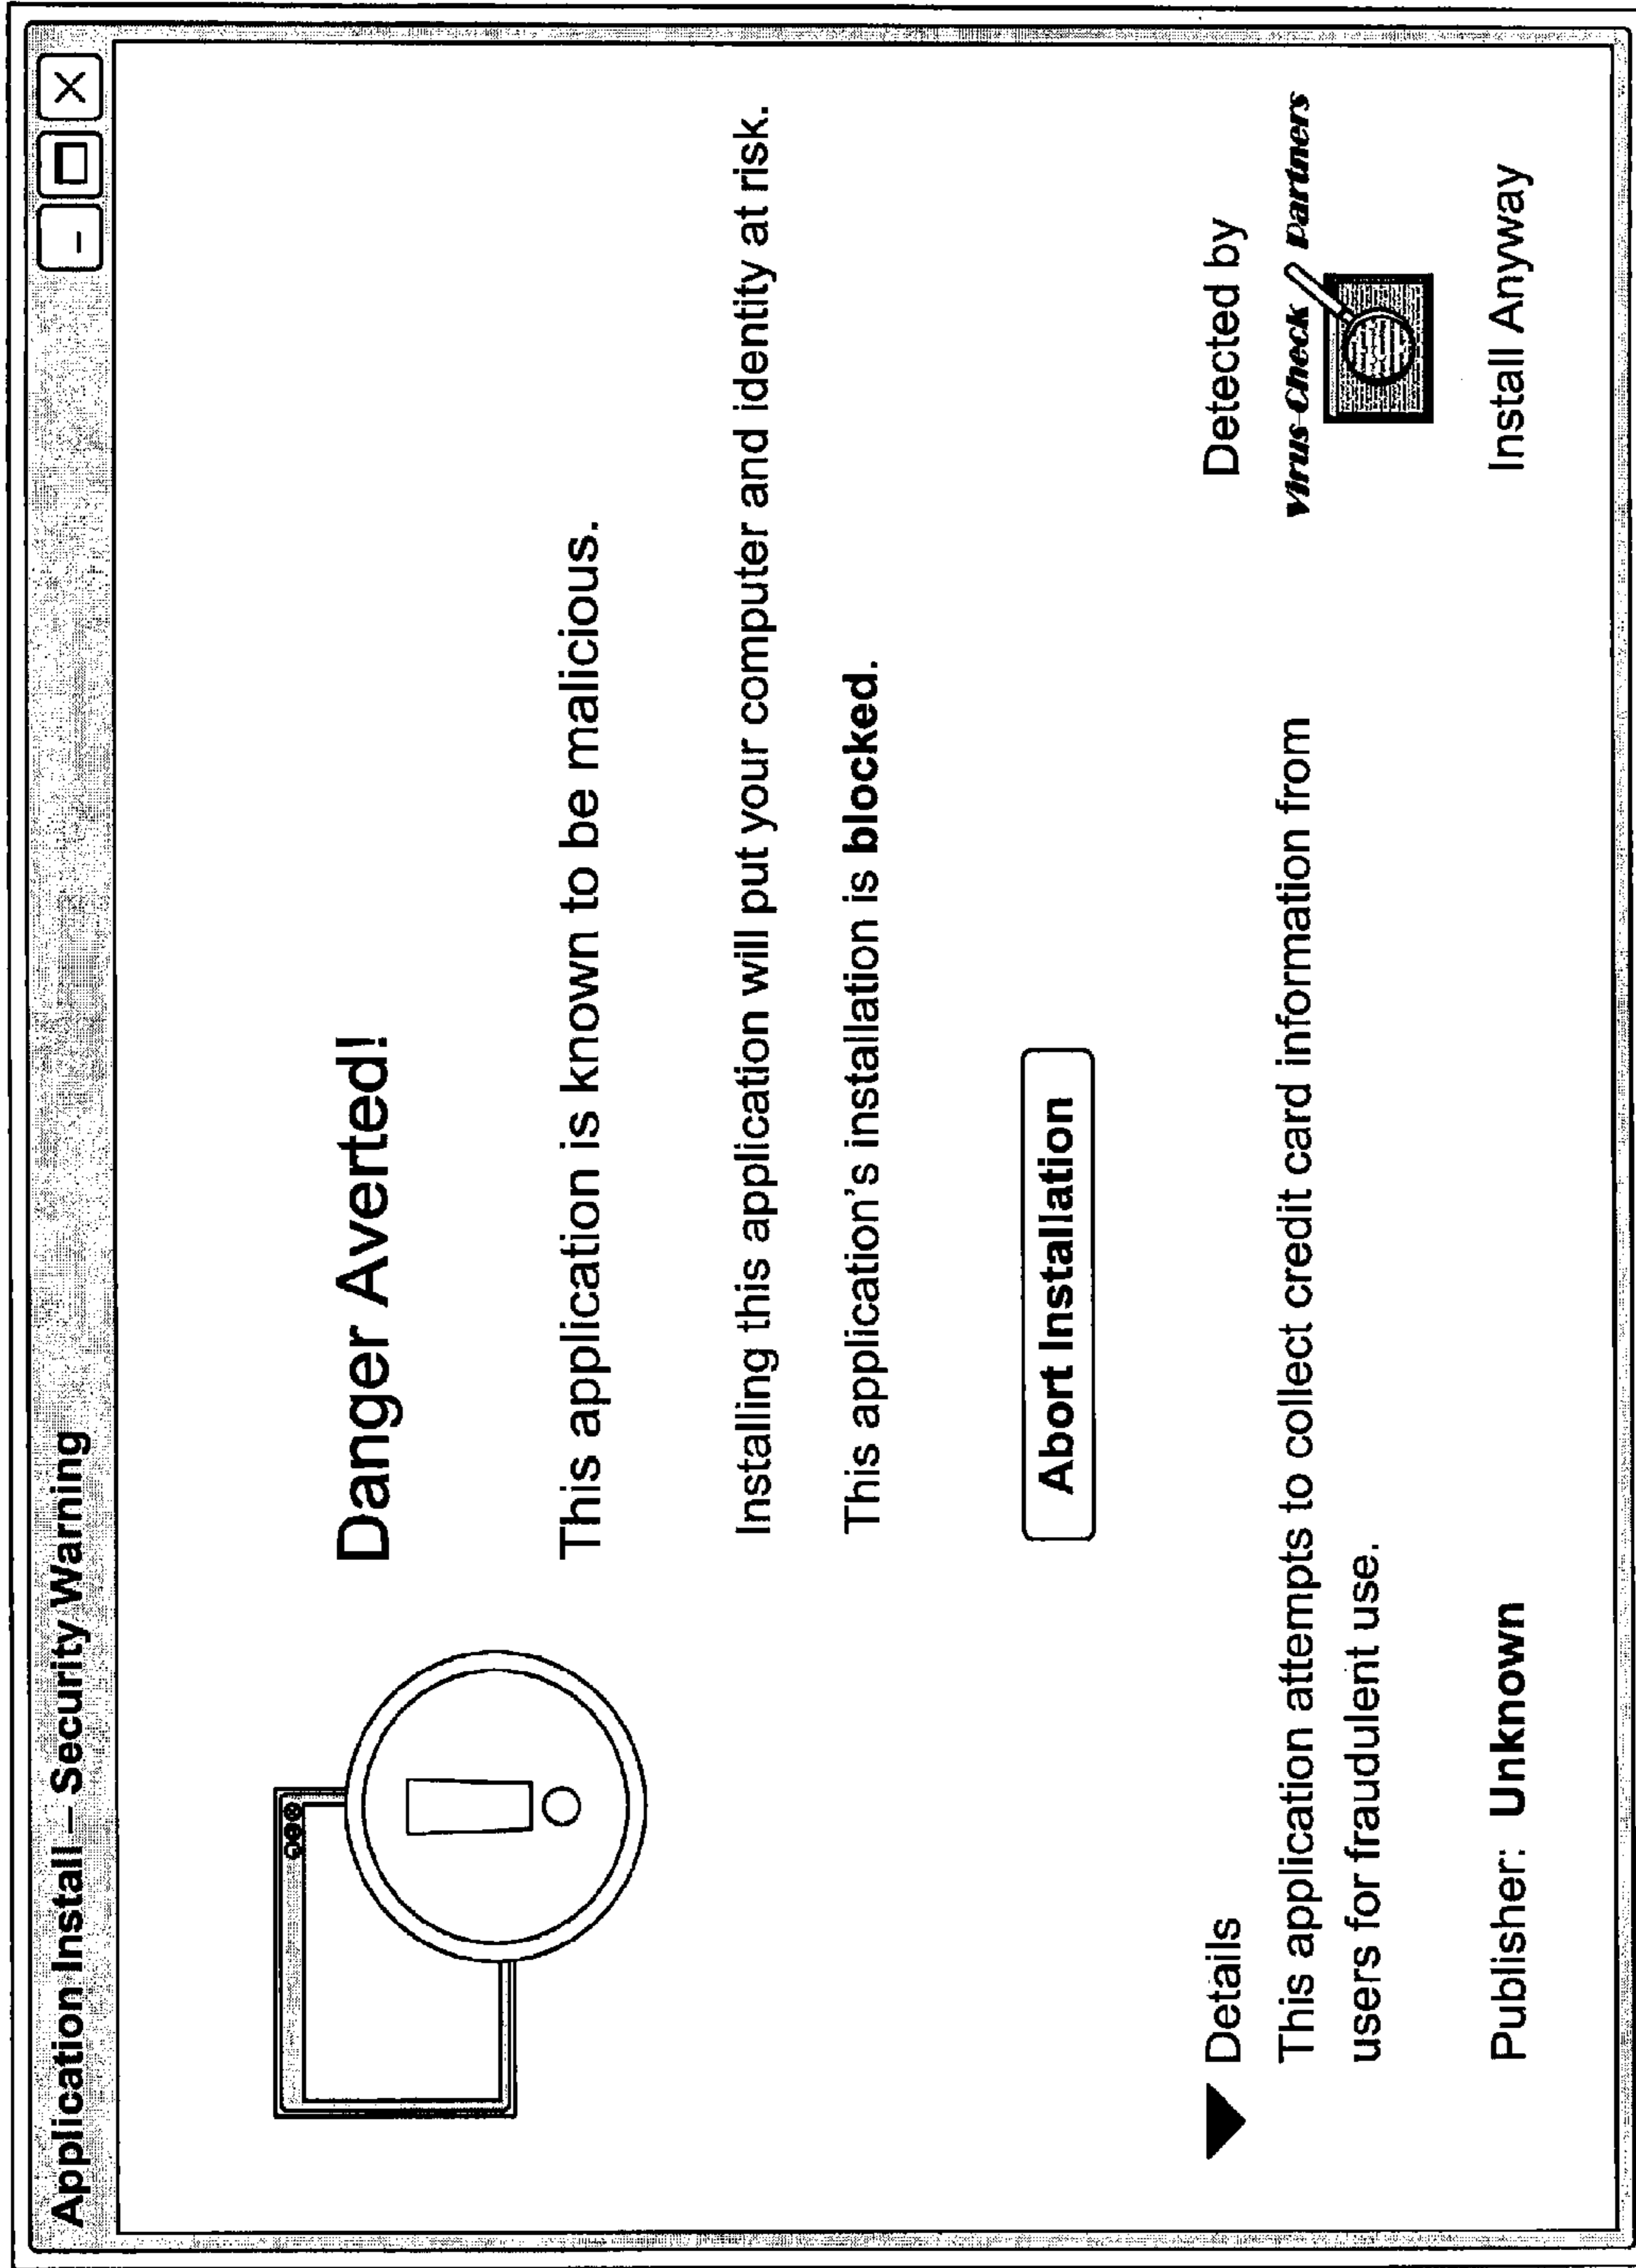 Application Install – Security Warning
Danger Averted!
This application is known to be malicious.
Installing this application will put your computer and identity at risk.
This application's installation is blocked.
Abort Installation
Details
This application attempts to collect credit card information from
users for fraudulent use.
Publisher: Unknown
Detected by
Virus Check Partners
Install Anyway